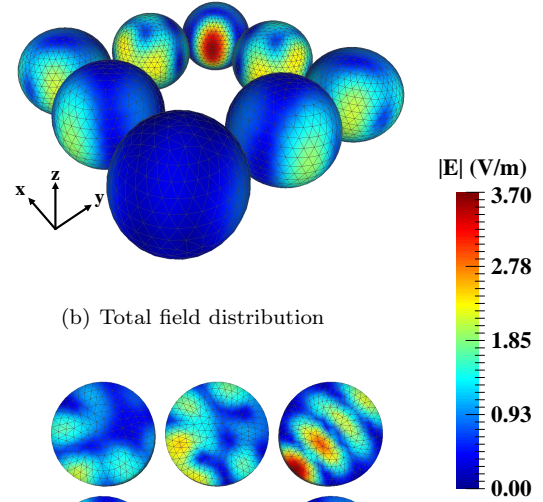 z
x
y
|E| (V/m)
3.70
2.78
1.85
0.93
0.00
(b) Total field distribution